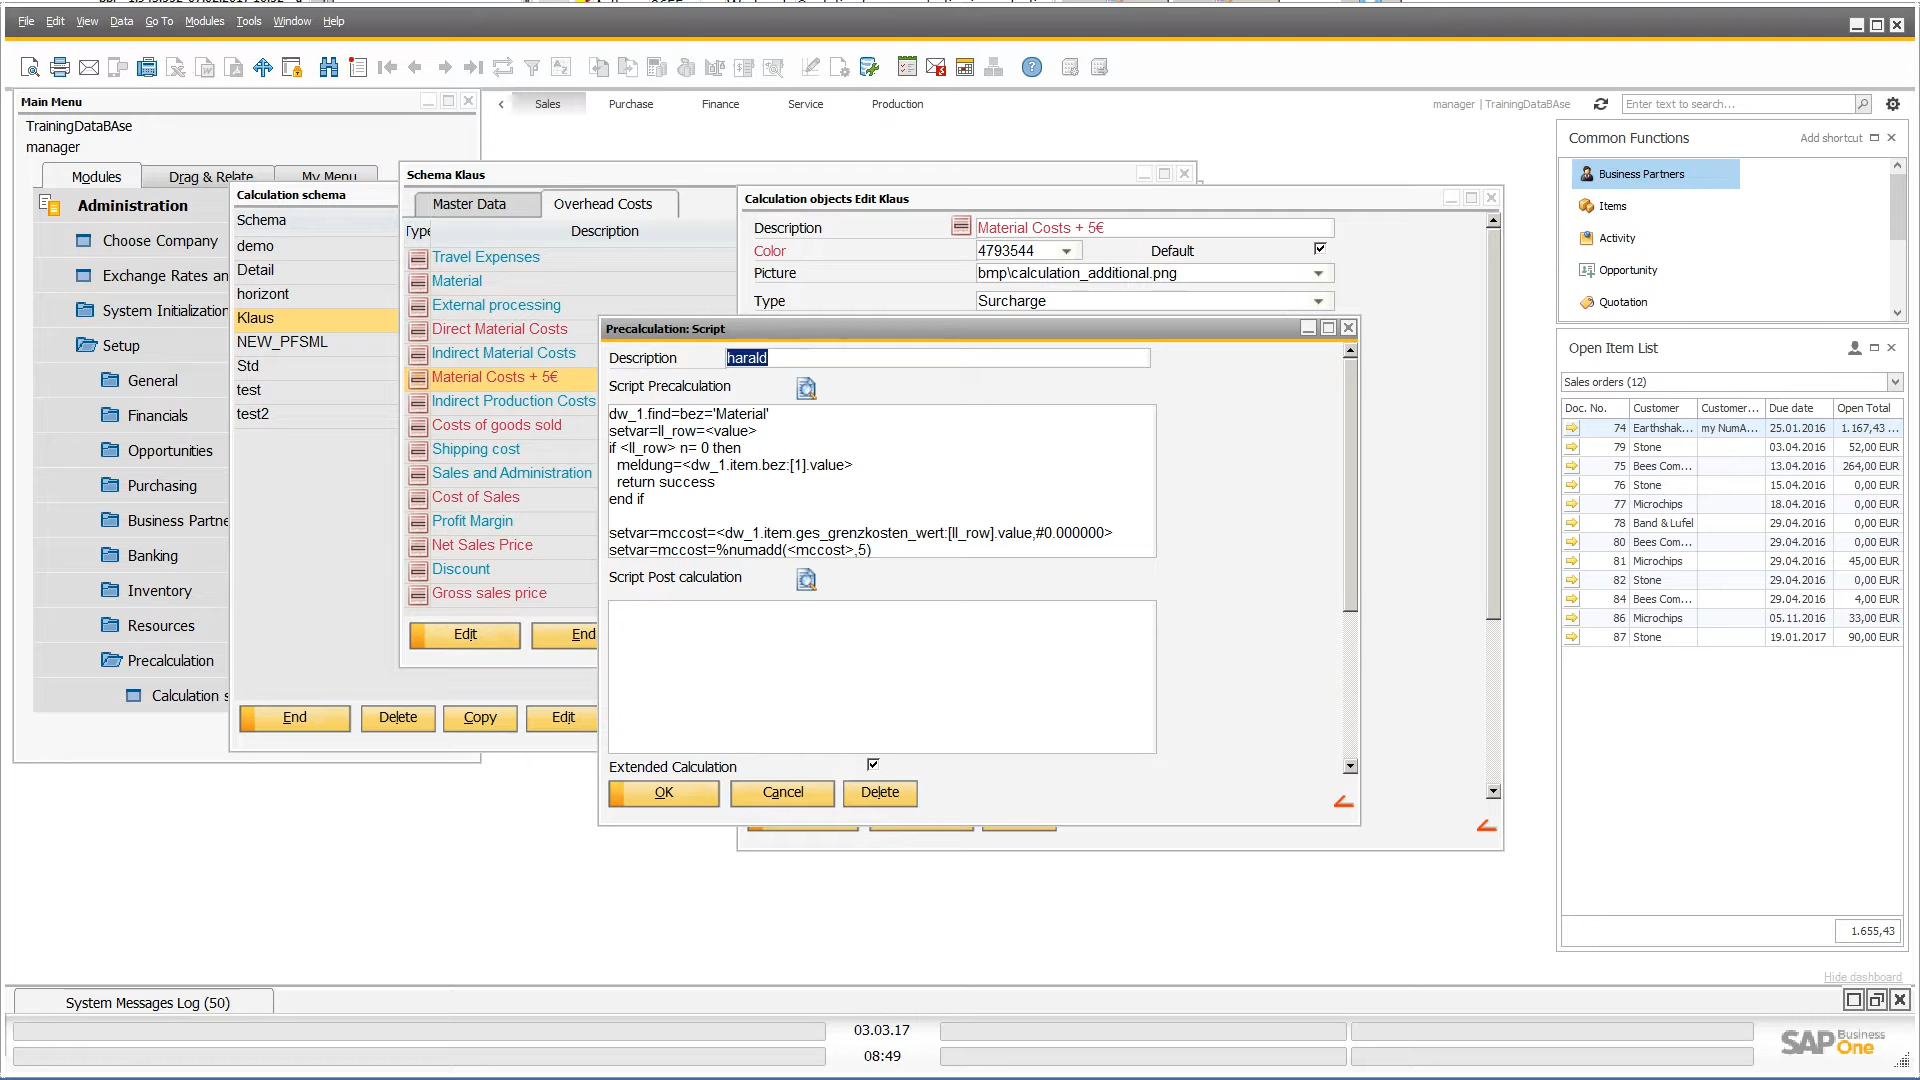 File Edit View Data Go To Modules Tools Window Help
Main Menu
TrainingDataBAse
manager
Modules Drag & Relate My Menu
Administration
Choose Company
Exchange Rates an
System Initialization
Setup
General
Financials
Opportunities
Purchasing
Business Partne
Banking
Inventory
Resources
Precalculation
Calculation s
Calculation schema
Schema
demo
Detail
horizont
Klaus
NEW_PFSML
Std
test
test2
End Delete Copy Edit
Schema Klaus
Master Data Overhead Costs
Type Description
Travel Expenses
Material
External processing
Direct Material Costs
Indirect Material Costs
Material Costs + 5€
Indirect Production Costs
Costs of goods sold
Shipping cost
Sales and Administration
Cost of Sales
Profit Margin
Net Sales Price
Discount
Gross sales price
Edit End
Sales Purchase Finance Service Production
manager | TrainingDataBAse
Enter text to search...
Calculation objects Edit Klaus
Description Material Costs + 5€
Color 4793544 Default
Picture bmp\calculation_additional.png
Type Surcharge
Precalculation: Script
Description harald
Script Precalculation
dw_1.find=bez='Material'
setvar=ll_row=<value>
if <ll_row> n= 0 then
meldung=<dw_1.item.bez:[1].value>
return success
end if
setvar=mccost=<dw_1.item.ges_grenzkosten_wert:[ll_row].value,#0.000000>
setvar=mccost=%numadd(<mccost>,5)
Script Post calculation
Extended Calculation
OK Cancel Delete
Common Functions Add shortcut
Business Partners
Items
Activity
Opportunity
Quotation
Open Item List
Sales orders (12)
Doc. No. Customer Customer... Due date Open Total
74 Earthshak... my NumA... 25.01.2016 1.167,43 ...
79 Stone 03.04.2016 52,00 EUR
75 Bees Com... 13.04.2016 264,00 EUR
76 Stone 15.04.2016 0,00 EUR
77 Microchips 18.04.2016 0,00 EUR
78 Band & Lufel 29.04.2016 0,00 EUR
80 Bees Com... 29.04.2016 0,00 EUR
81 Microchips 29.04.2016 45,00 EUR
82 Stone 29.04.2016 0,00 EUR
84 Bees Com... 29.04.2016 4,00 EUR
86 Microchips 05.11.2016 33,00 EUR
87 Stone 19.01.2017 90,00 EUR
1.655,43
Hide dashboard
System Messages Log (50)
03.03.17
08:49
SAP Business One